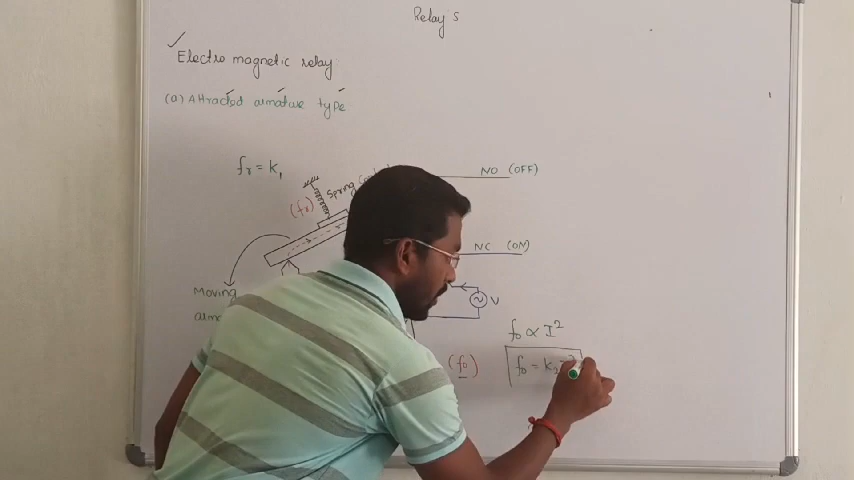 Relay's
✓ Electro magnetic relay
(a) Attracted armature type
fr = k1
NO (OFF)
Spring
(fr)
NC (ON)
Moving
V
fo ∝ I²
(fo)
fo = k2